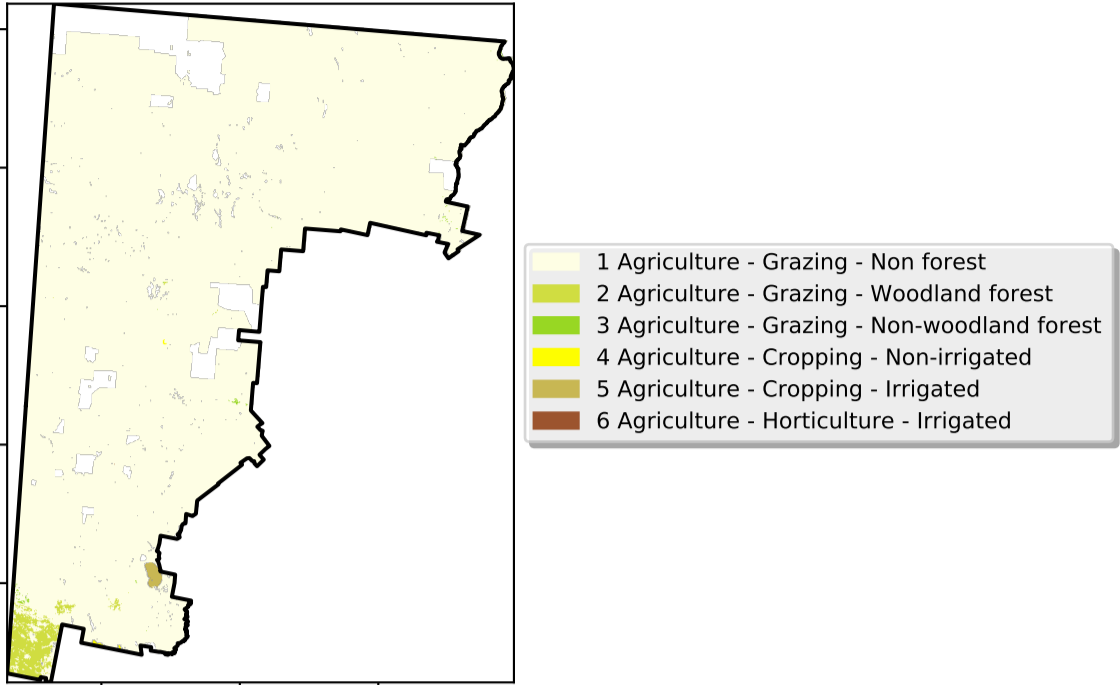 1 Agriculture - Grazing - Non forest
2 Agriculture - Grazing - Woodland forest
3 Agriculture - Grazing - Non-woodland forest
4 Agriculture - Cropping - Non-irrigated
5 Agriculture - Cropping - Irrigated
6 Agriculture - Horticulture - Irrigated